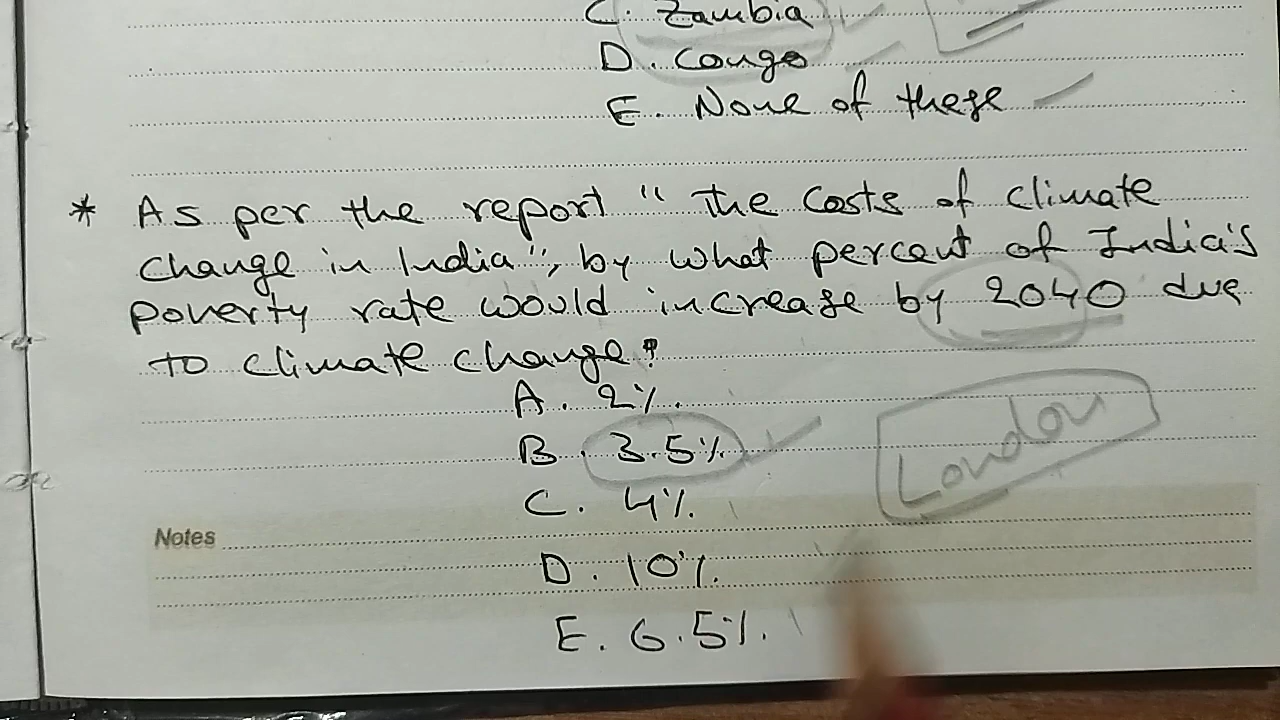 C. Zambia
D. Congo
E. None of these
* As per the report " The Costs of climate
change in India", by what percent of India's
poverty rate would increase by 2040 due
to climate change?
A. 2%.
B. 3.5%.
London
C. 4%.
Notes
D. 10%.
E. 6.5%.